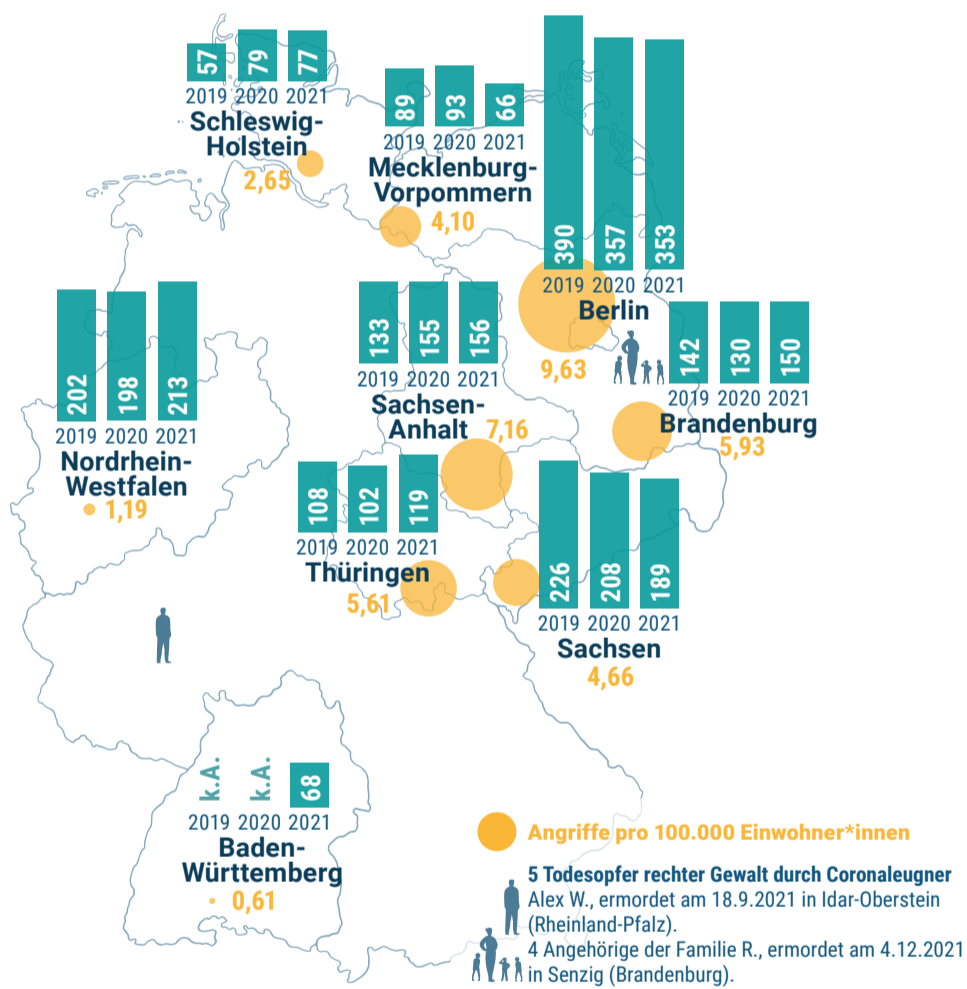 57 79 77
2019 2020 2021
Schleswig-
Holstein
2,65
89 93 66
2019 2020 2021
Mecklenburg-
Vorpommern
4,10
390 357 353
2019 2020 2021
Berlin
9,63
202 198 213
2019 2020 2021
Nordrhein-
Westfalen
1,19
133 155 156
2019 2020 2021
Sachsen-
Anhalt
7,16
142 130 150
2019 2020 2021
Brandenburg
5,93
108 102 119
2019 2020 2021
Thüringen
5,61
226 208 189
2019 2020 2021
Sachsen
4,66
k.A. k.A. 68
2019 2020 2021
Baden-
Württemberg
0,61
Angriffe pro 100.000 Einwohner*innen
5 Todesopfer rechter Gewalt durch Coronaleugner
Alex W., ermordet am 18.9.2021 in Idar-Oberstein
(Rheinland-Pfalz).
4 Angehörige der Familie R., ermordet am 4.12.2021
in Senzig (Brandenburg).